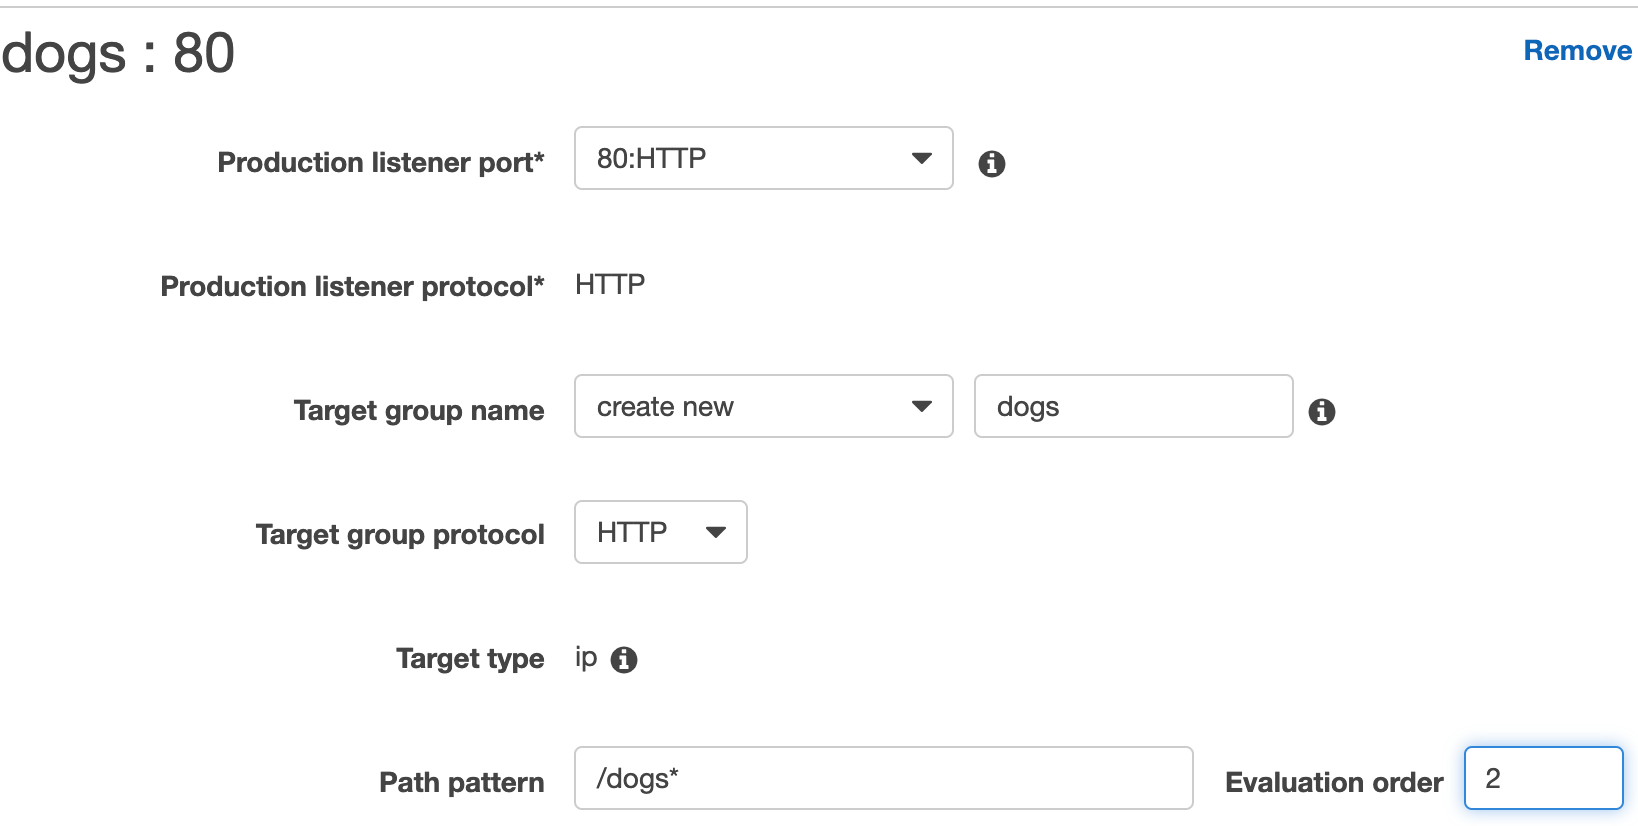 dogs : 80 Remove
Production listener port* 80:HTTP
Production listener protocol* HTTP
Target group name create new dogs
Target group protocol HTTP
Target type ip
Path pattern /dogs* Evaluation order 2